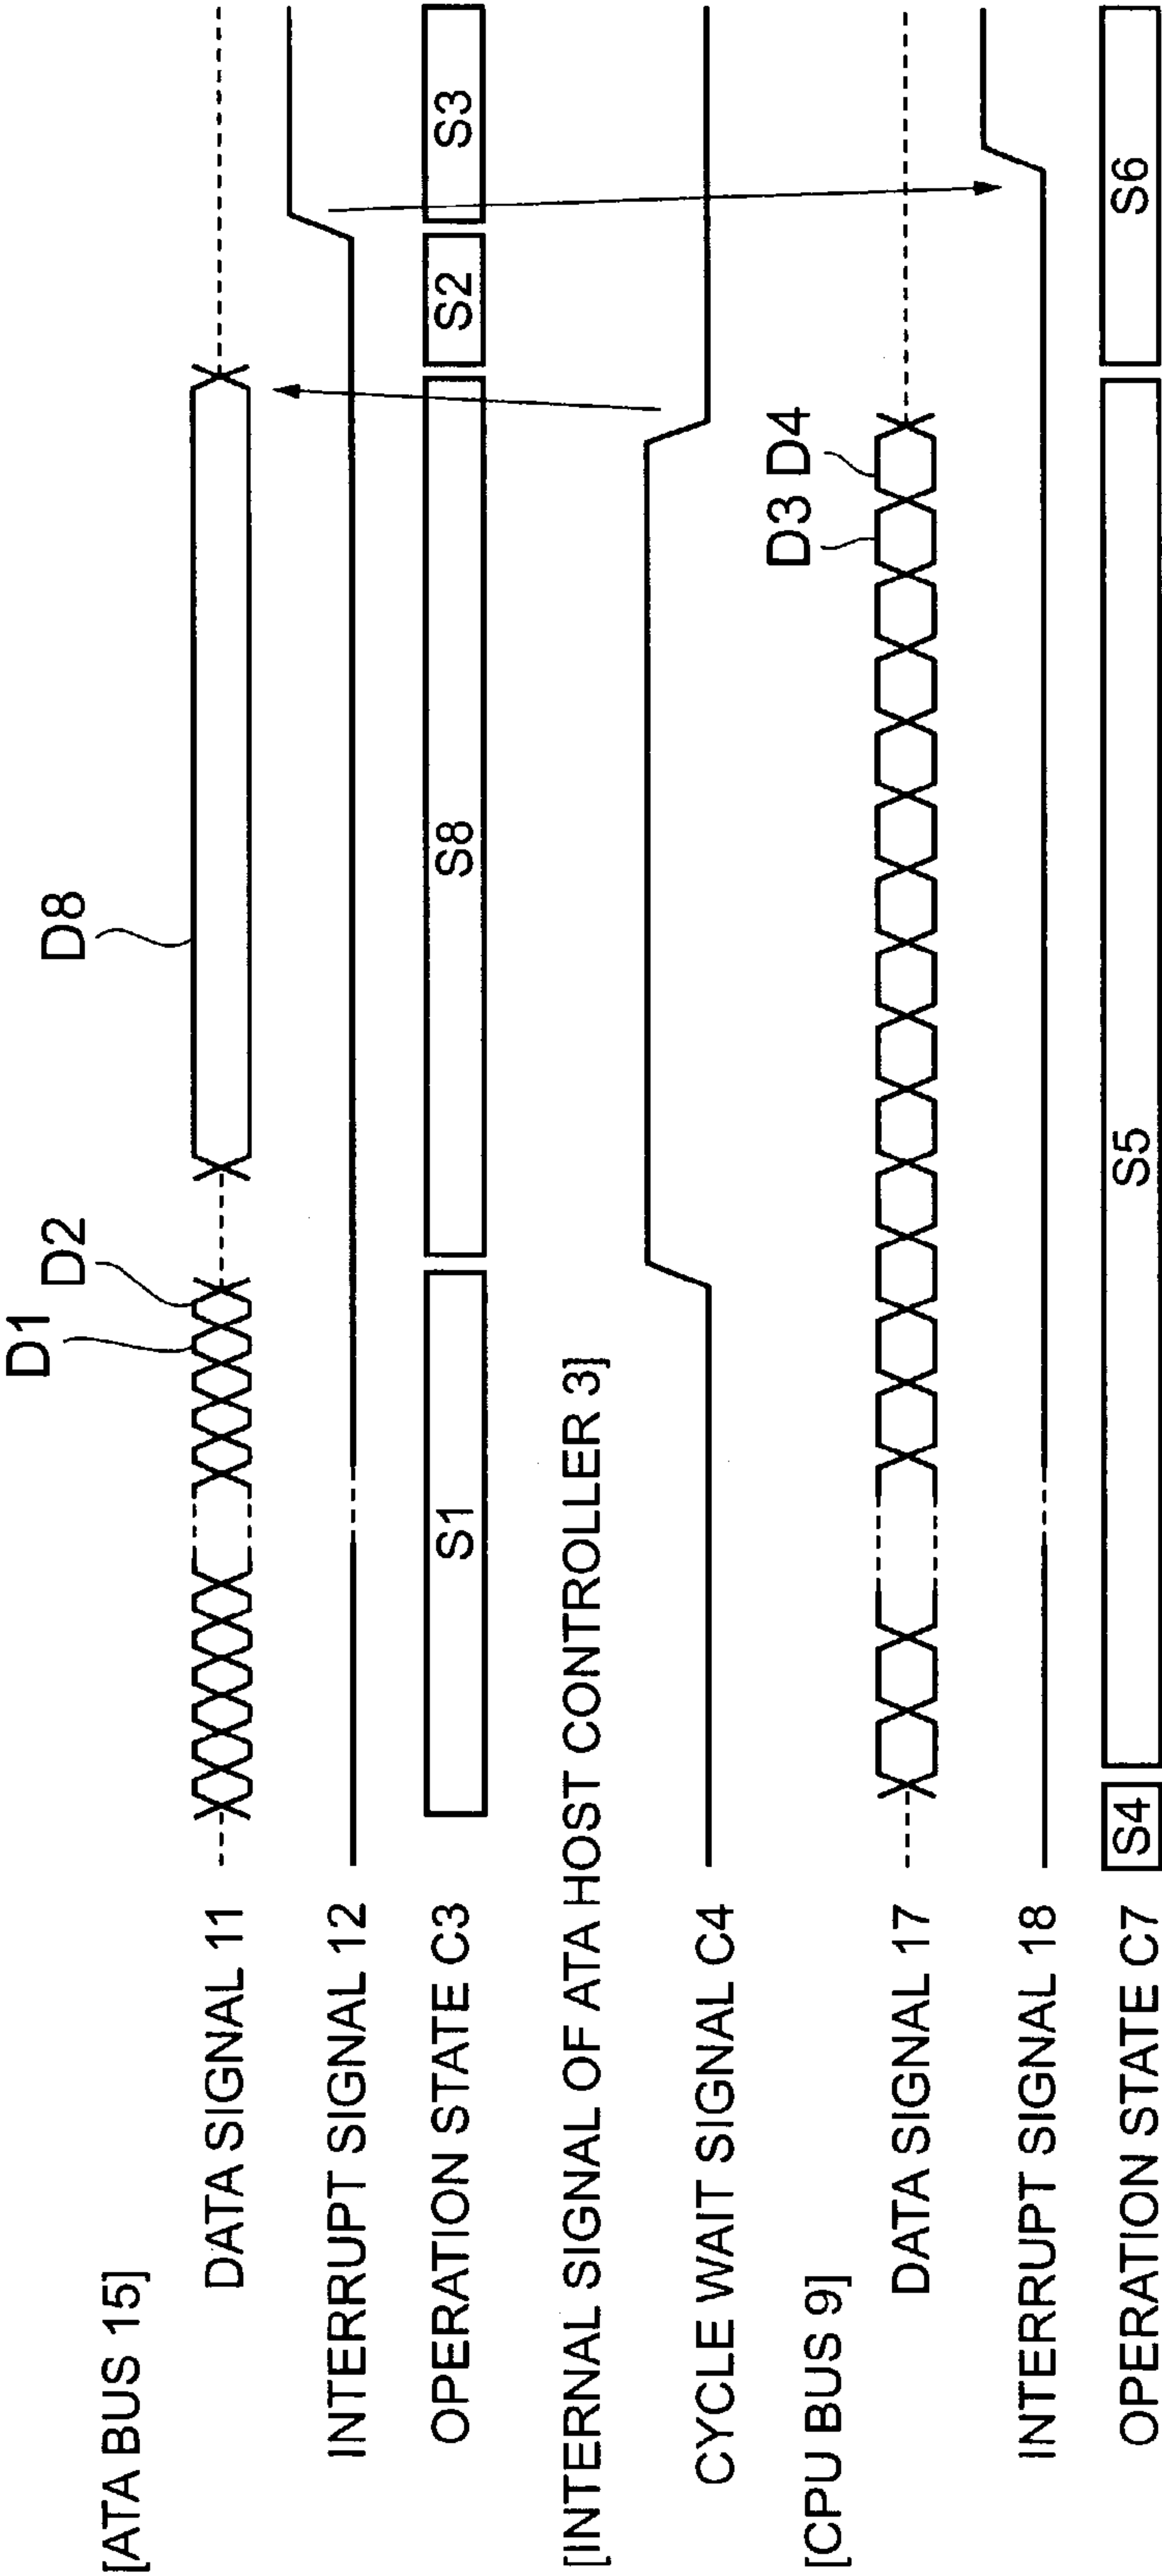 [ATA BUS 15]
D1
D2
D8
DATA SIGNAL 11
INTERRUPT SIGNAL 12
OPERATION STATE C3
S1
S8
S2
S3
[INTERNAL SIGNAL OF ATA HOST CONTROLLER 3]
CYCLE WAIT SIGNAL C4
[CPU BUS 9]
D3 D4
DATA SIGNAL 17
INTERRUPT SIGNAL 18
OPERATION STATE C7
S4
S5
S6